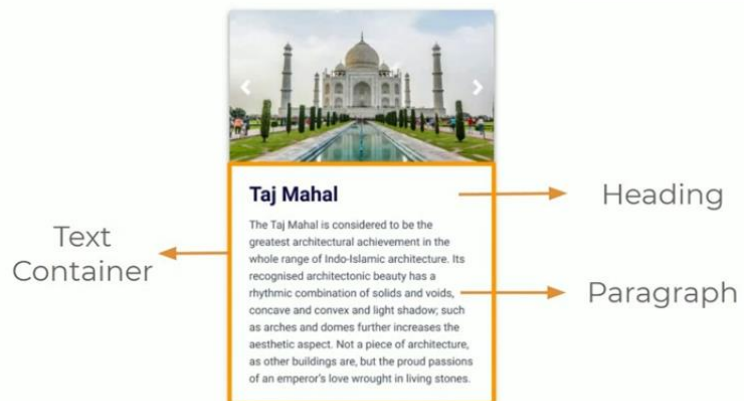 Taj Mahal
The Taj Mahal is considered to be the
greatest architectural achievement in the
whole range of Indo-Islamic architecture. Its
recognised architectonic beauty has a
rhythmic combination of solids and voids,
concave and convex and light shadow; such
as arches and domes further increases the
aesthetic aspect. Not a piece of architecture,
as other buildings are, but the proud passions
of an emperor's love wrought in living stones.
Text
Container
Heading
Paragraph